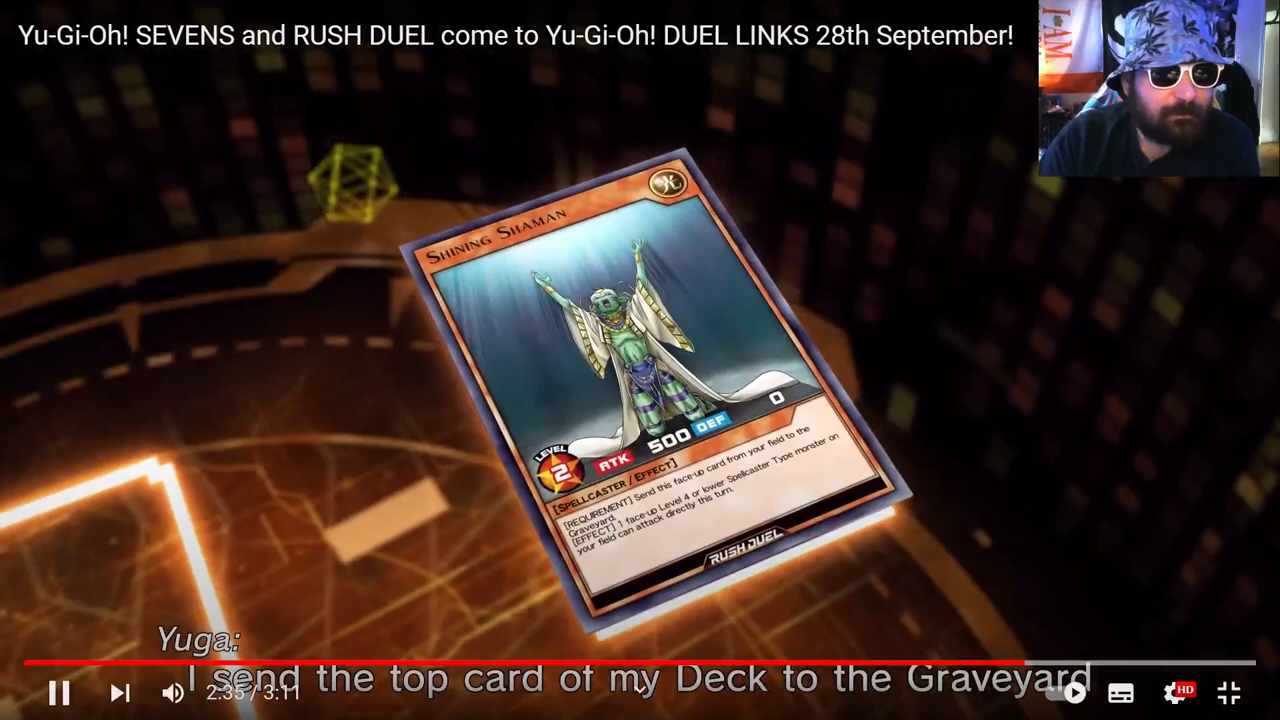 Yu-Gi-Oh! SEVENS and RUSH DUEL come to Yu-Gi-Oh! DUEL LINKS 28th September!
I AM
SHINING SHAMAN
光
LEVEL
2
ATK 500 DEF 0
[SPELLCASTER / EFFECT]
[REQUIREMENT] Send this face-up card from your field to the
Graveyard.
[EFFECT] 1 face-up Level 4 or lower Spellcaster Type monster on
your field can attack directly this turn.
RUSH DUEL
Yuga:
I send the top card of my Deck to the Graveyard
2:35 / 3:11
HD